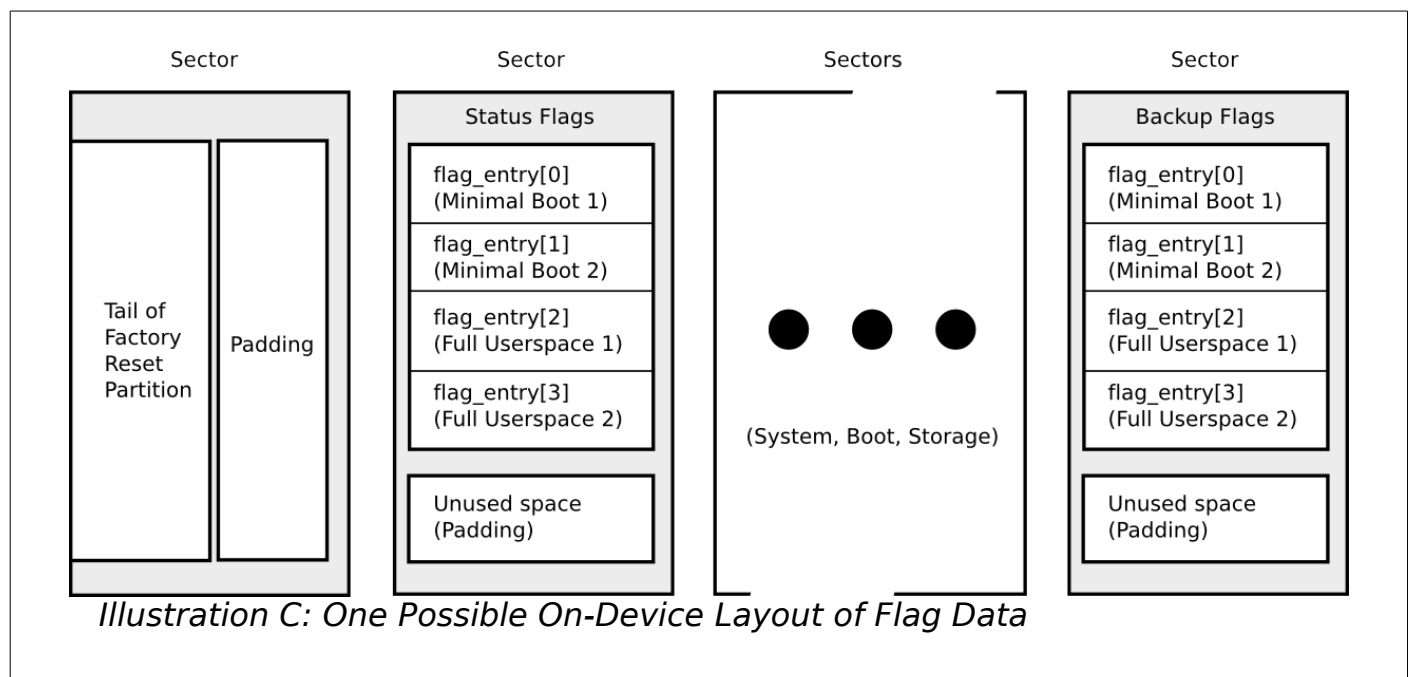 Sector
Sector
Sectors
Sector
Tail of
Factory
Reset
Partition
Padding
Status Flags
flag_entry[0]
(Minimal Boot 1)
flag_entry[1]
(Minimal Boot 2)
flag_entry[2]
(Full Userspace 1)
flag_entry[3]
(Full Userspace 2)
Unused space
(Padding)
(System, Boot, Storage)
Backup Flags
flag_entry[0]
(Minimal Boot 1)
flag_entry[1]
(Minimal Boot 2)
flag_entry[2]
(Full Userspace 1)
flag_entry[3]
(Full Userspace 2)
Unused space
(Padding)
Illustration C: One Possible On-Device Layout of Flag Data